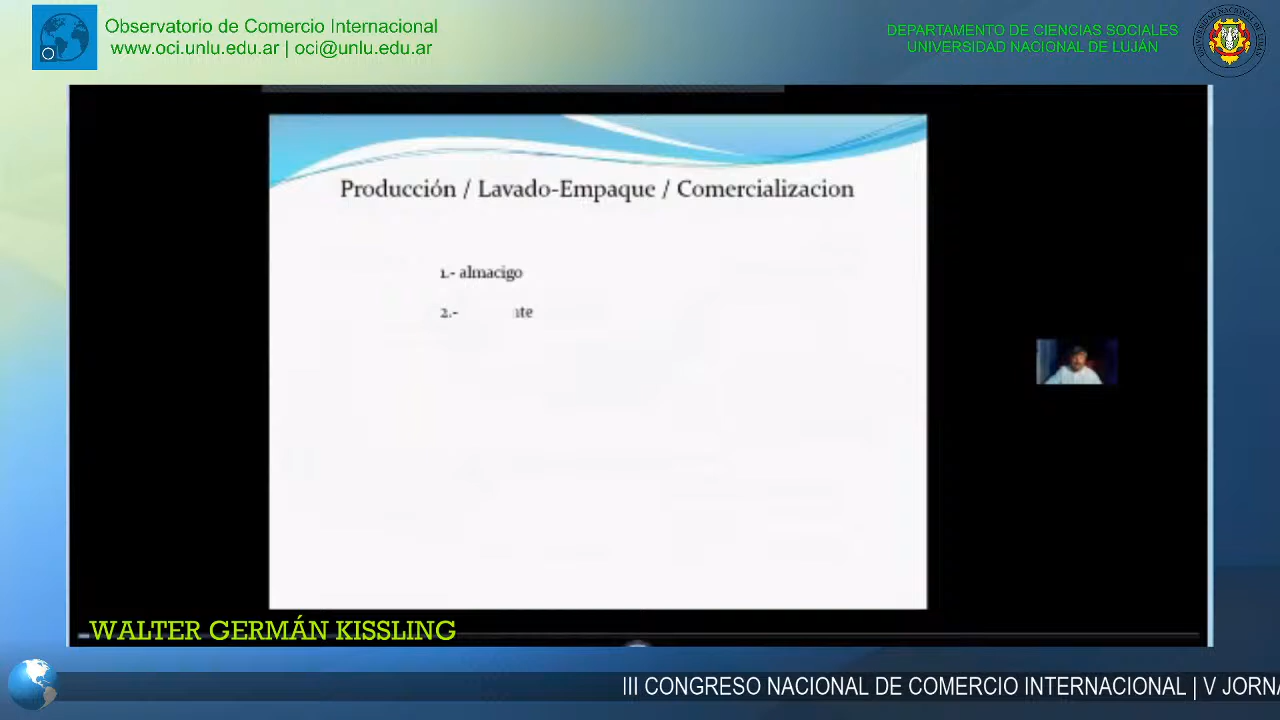 Observatorio de Comercio Internacional
www.oci.unlu.edu.ar | oci@unlu.edu.ar
DEPARTAMENTO DE CIENCIAS SOCIALES
UNIVERSIDAD NACIONAL DE LUJÁN
Producción / Lavado-Empaque / Comercializacion
1.- almacigo
2.-
WALTER GERMÁN KISSLING
III CONGRESO NACIONAL DE COMERCIO INTERNACIONAL | V JORNA